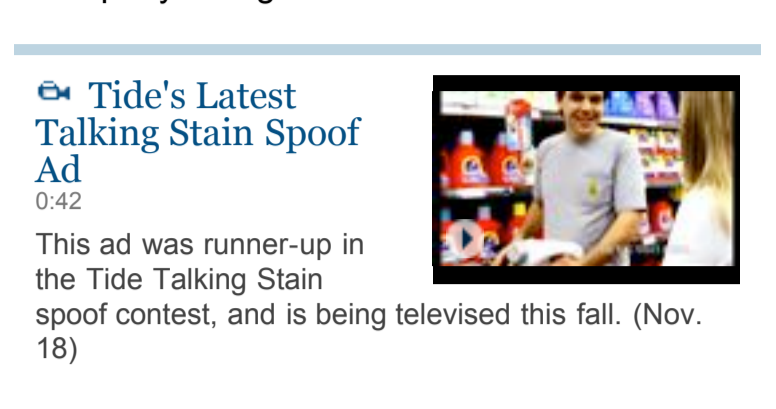 Tide's Latest
Talking Stain Spoof
Ad
0:42
This ad was runner-up in
the Tide Talking Stain
spoof contest, and is being televised this fall. (Nov.
18)